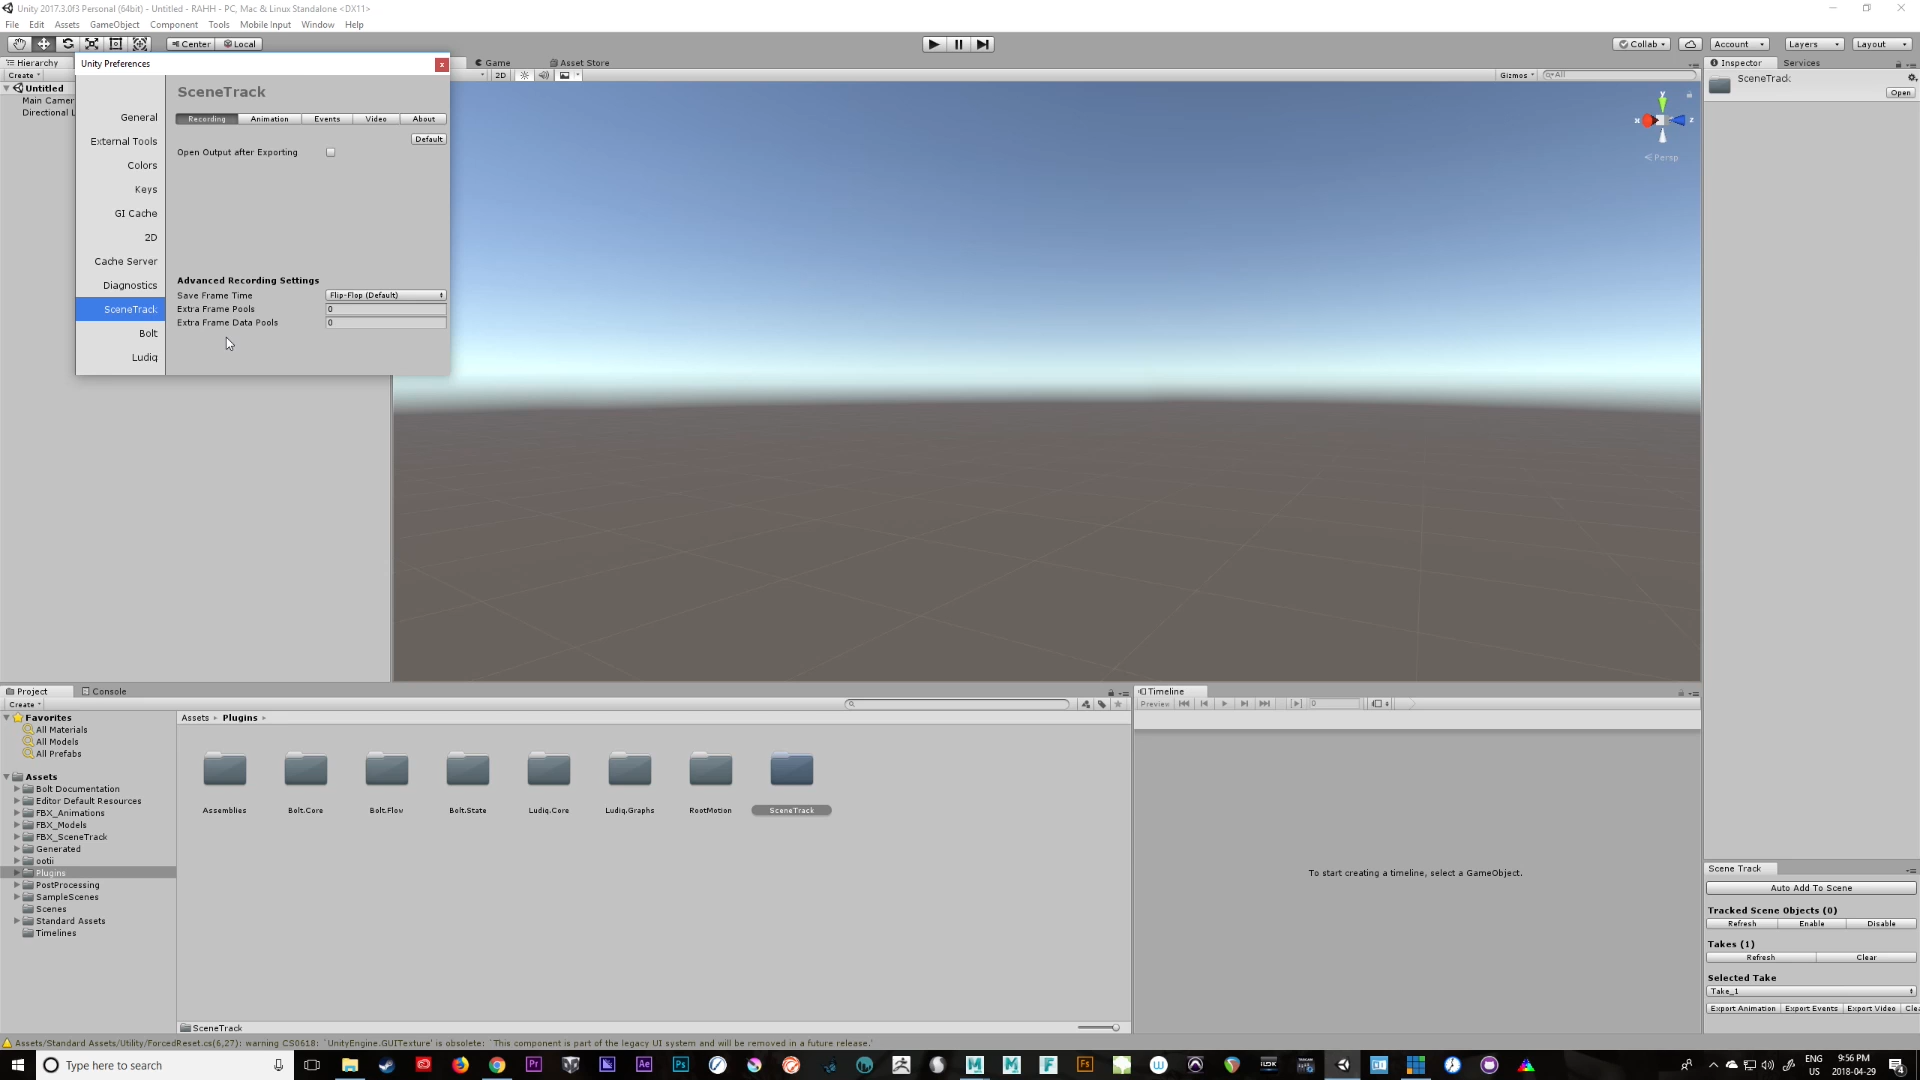 Unity 2017.3.0f3 Personal (64bit) - Untitled - RAHH - PC, Mac & Linux Standalone <DX11>
File Edit Assets GameObject Component Tools Mobile Input Window Help
Center Local
Collab Account Layers Layout
Hierarchy
Create
Untitled
Main Camer
Directional L
Unity Preferences
x
General
External Tools
Colors
Keys
GI Cache
2D
Cache Server
Diagnostics
SceneTrack
Bolt
Ludiq
SceneTrack
Recording Animation Events Video About
Default
Open Output after Exporting
Advanced Recording Settings
Save Frame Time Flip-Flop (Default)
Extra Frame Pools 0
Extra Frame Data Pools 0
Game Asset Store
2D Gizmos All
y
x z
Persp
Inspector Services
SceneTrack
Open
Project Console
Create
Favorites
All Materials
All Models
All Prefabs
Assets
Bolt Documentation
Editor Default Resources
FBX_Animations
FBX_Models
FBX_SceneTrack
Generated
ootii
Plugins
PostProcessing
SampleScenes
Scenes
Standard Assets
Timelines
Assets Plugins
Assemblies Bolt.Core Bolt.Flow Bolt.State Ludiq.Core Ludiq.Graphs RootMotion SceneTrack
SceneTrack
Timeline
Preview 0
To start creating a timeline, select a GameObject.
Scene Track
Auto Add To Scene
Tracked Scene Objects (0)
Refresh Enable Disable
Takes (1)
Refresh Clear
Selected Take
Take_1
Export Animation Export Events Export Video Clea
Assets/Standard Assets/Utility/ForcedReset.cs(6,27): warning CS0618: `UnityEngine.GUITexture' is obsolete: `This component is part of the legacy UI system and will be removed in a future release.'
Type here to search
Pr Ae Ps M M F Fs
ENG
US
9:56 PM
2018-04-29
4